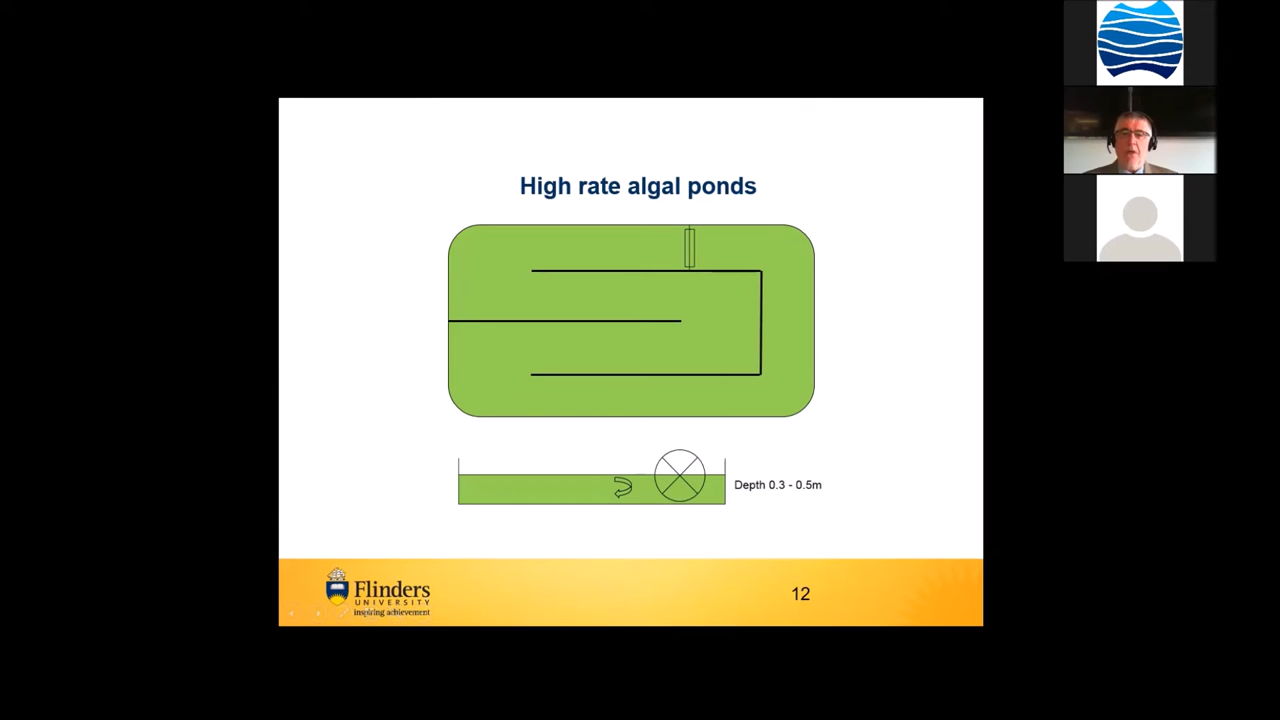 High rate algal ponds
Depth 0.3 - 0.5m
Flinders
UNIVERSITY
inspiring achievement
12